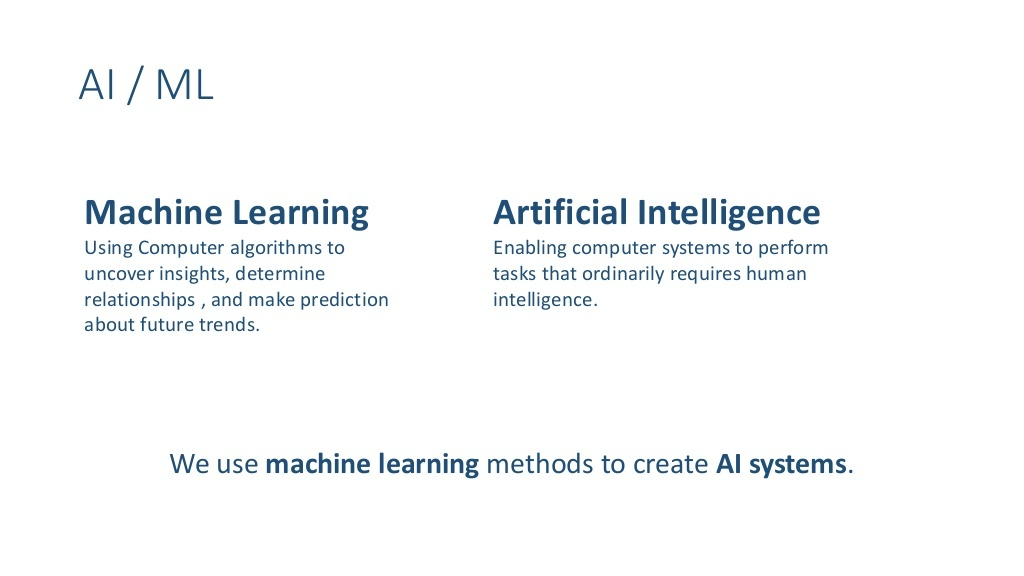 AI / ML
Machine Learning
Using Computer algorithms to
uncover insights, determine
relationships , and make prediction
about future trends.
Artificial Intelligence
Enabling computer systems to perform
tasks that ordinarily requires human
intelligence.
We use machine learning methods to create AI systems.